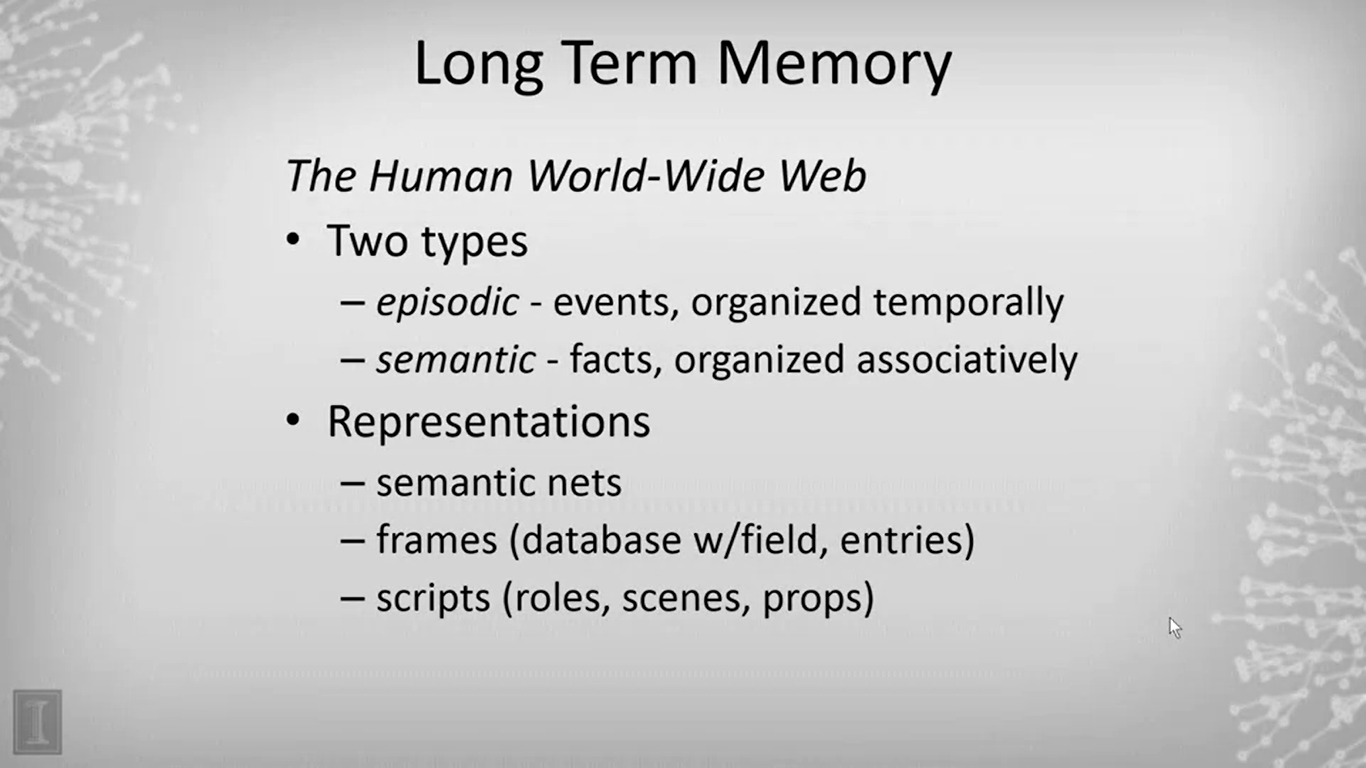 Long Term Memory
The Human World-Wide Web
• Two types
– episodic - events, organized temporally
– semantic - facts, organized associatively
• Representations
– semantic nets
– frames (database w/field, entries)
– scripts (roles, scenes, props)
I